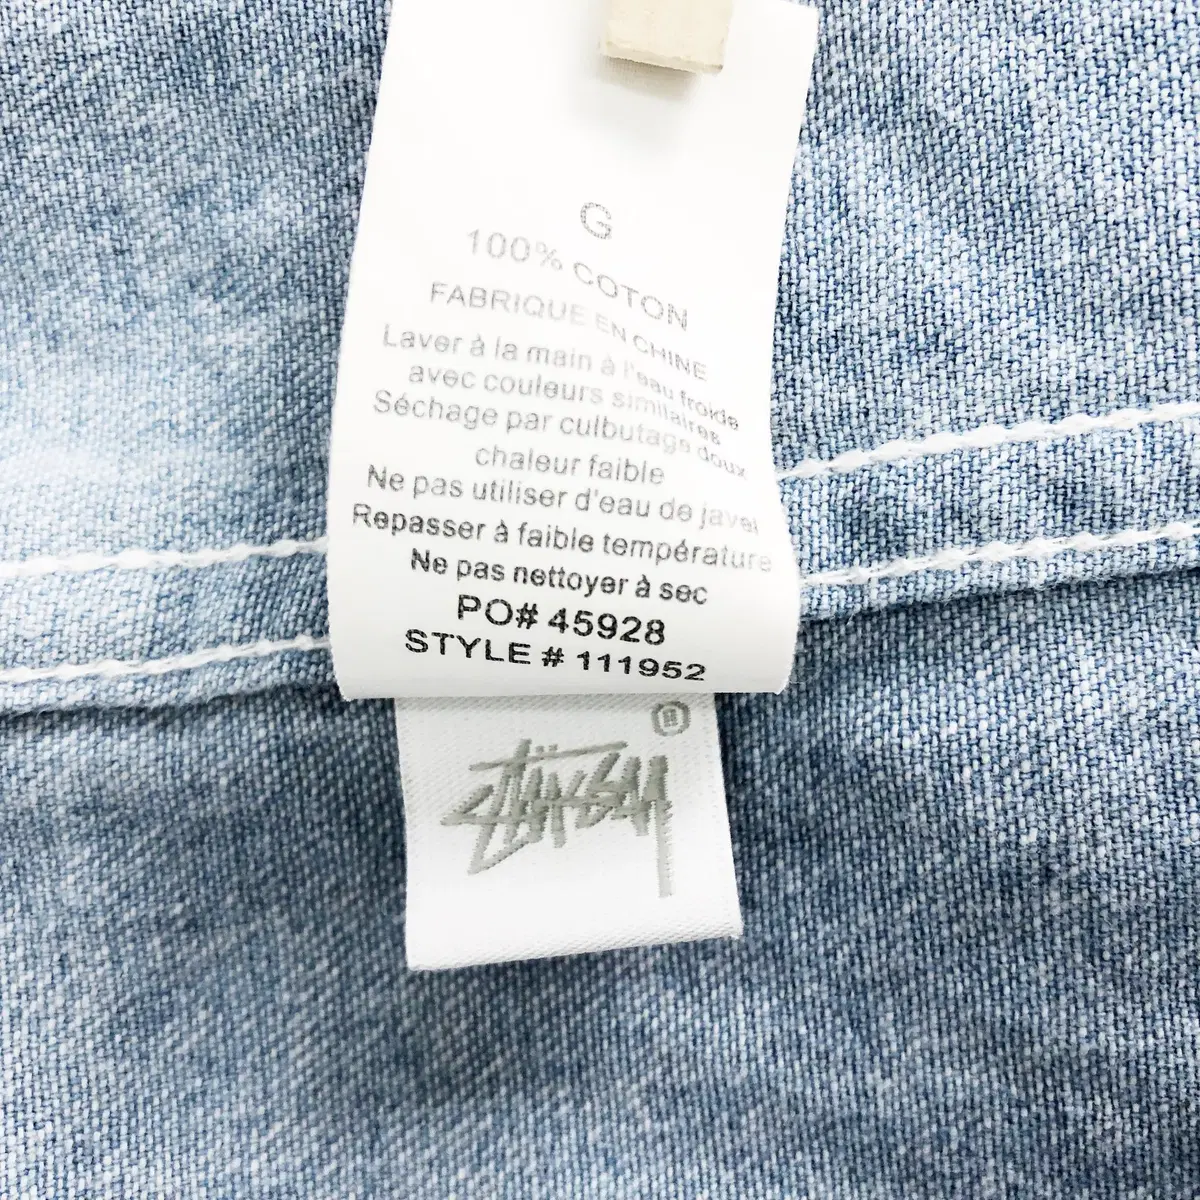 G
100% COTON
FABRIQUE EN CHINE
Laver à la main à l'eau froide
avec couleurs similaires
Séchage par culbutage doux
chaleur faible
Ne pas utiliser d'eau de javel
Repasser à faible température
Ne pas nettoyer à sec
PO# 45928
STYLE # 111952
®
Stüssy